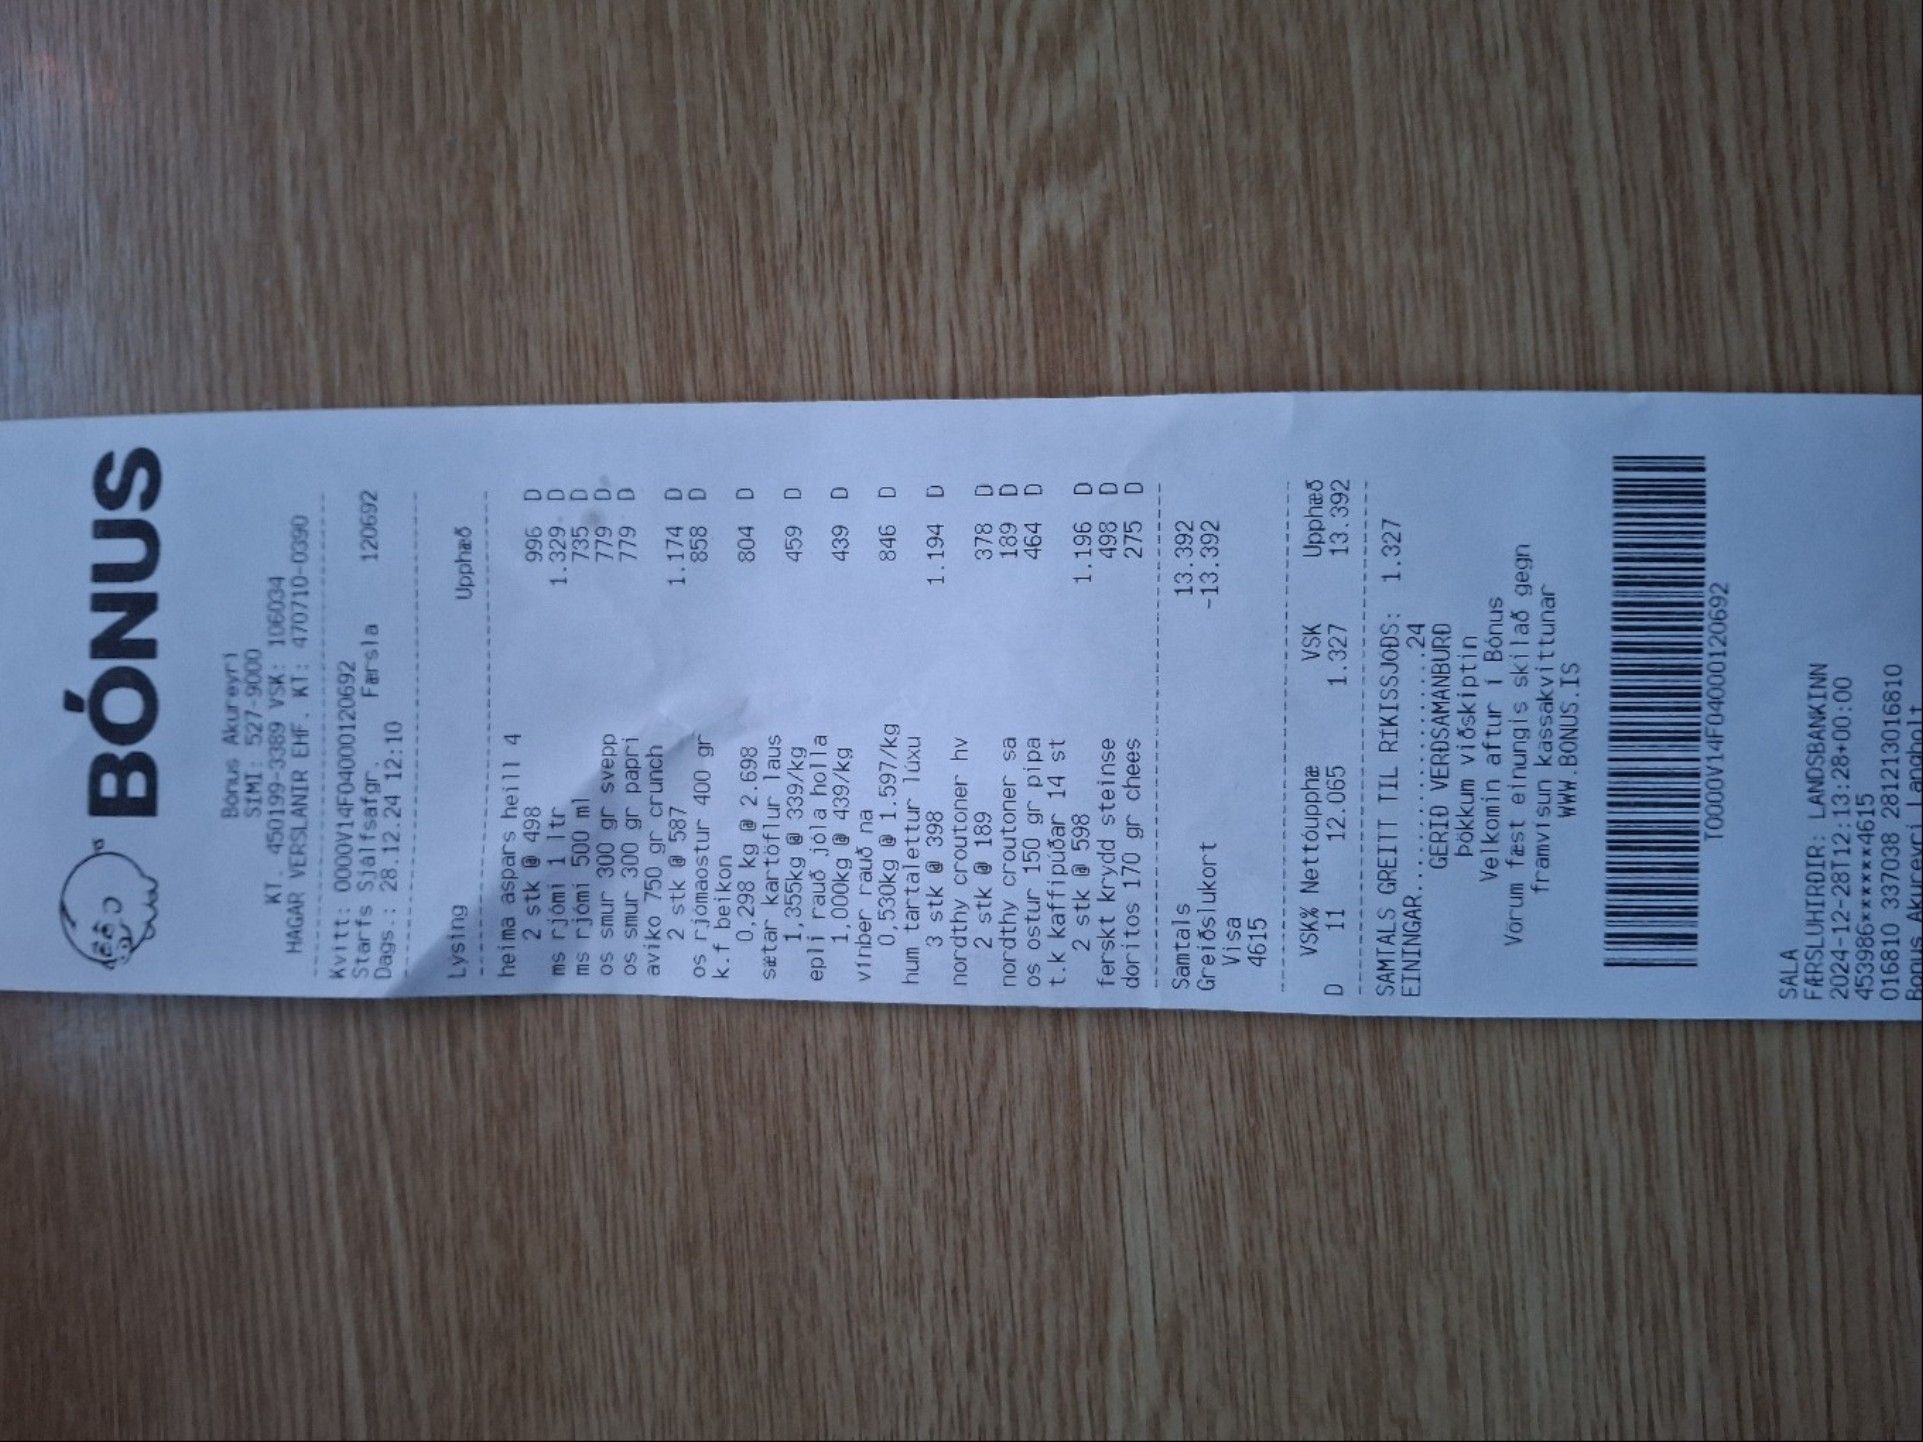 BÓNUS
Bónus Akureyri
SÍMI: 527-9000
KT. 450199-3389 VSK: 106034
HAGAR VERSLANIR EHF. KT: 470710-0390
Kvitt: 0000V14F04000120692
Starfs Sjálfsafgr. Færsla 120692
Dags.: 28.12.24 12:10
Lýsing Upphæð
heima aspars heill 4
2 stk @ 498 996 D
ms rjómi 1 ltr 1.329 D
ms rjómi 500 ml 735 D
os smur 300 gr svepp 779 D
os smur 300 gr papri 779 D
aviko 750 gr crunch
2 stk @ 587 1.174 D
os rjómaostur 400 gr 858 D
k.f beikon
0,298 kg @ 2.698 804 D
sætar kartöflur laus
1,355kg @ 339/kg 459 D
epli rauð jóla holla
1,000kg @ 439/kg 439 D
vínber rauð na
0,530kg @ 1.597/kg 846 D
hum tartalettur luxu
3 stk @ 398 1.194 D
nordthy croutoner hv
2 stk @ 189 378 D
nordthy croutoner sa 189 D
os ostur 150 gr pipa 464 D
t.k kaffipúðar 14 st
2 stk @ 598 1.196 D
ferskt krydd steinse 498 D
doritos 170 gr chees 275 D
Samtals 13.392
Greiðslukort -13.392
Visa
4615
VSK% Nettóupphæ VSK Upphæð
D 11 12.065 1.327 13.392
SAMTALS GREITT TIL RÍKISSJÓÐS: 1.327
EININGAR.......................24
GERIÐ VERÐSAMANBURÐ
Þökkum viðskiptin
Velkomin aftur í Bónus
Vörum fæst einungis skilað gegn
framvísun kassakvittunar
WWW.BONUS.IS
T000V14F04000120692
SALA
FÆRSLUHIRÐIR: LANDSBANKINN
2024-12-28T12:13:28+00:00
453986******4615
016810 337038 281213016810
Bonus Akureyri Langholt